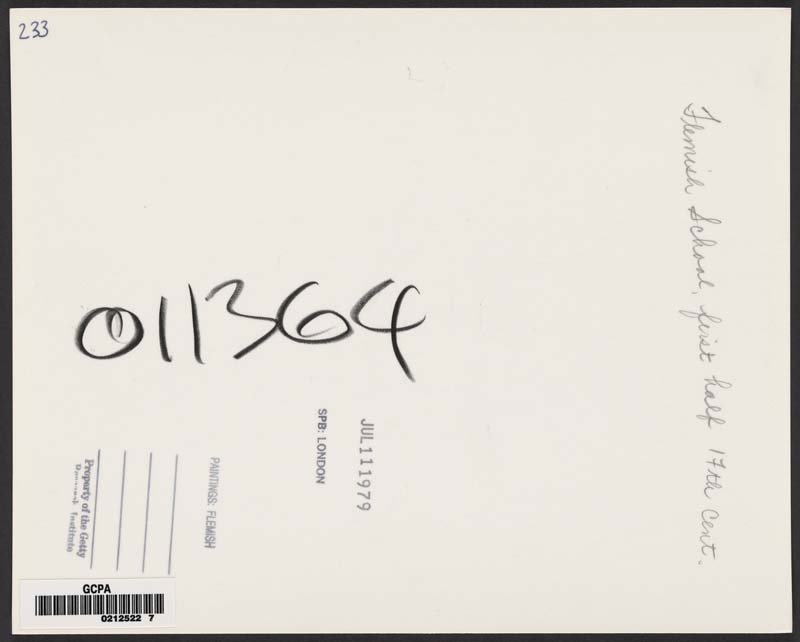 233
Flemish School, first half 17th Cent.
011364
JUL 11 1979
SPB: LONDON
PAINTINGS: FLEMISH
Property of the Getty
Institute
GCPA
0212522 7